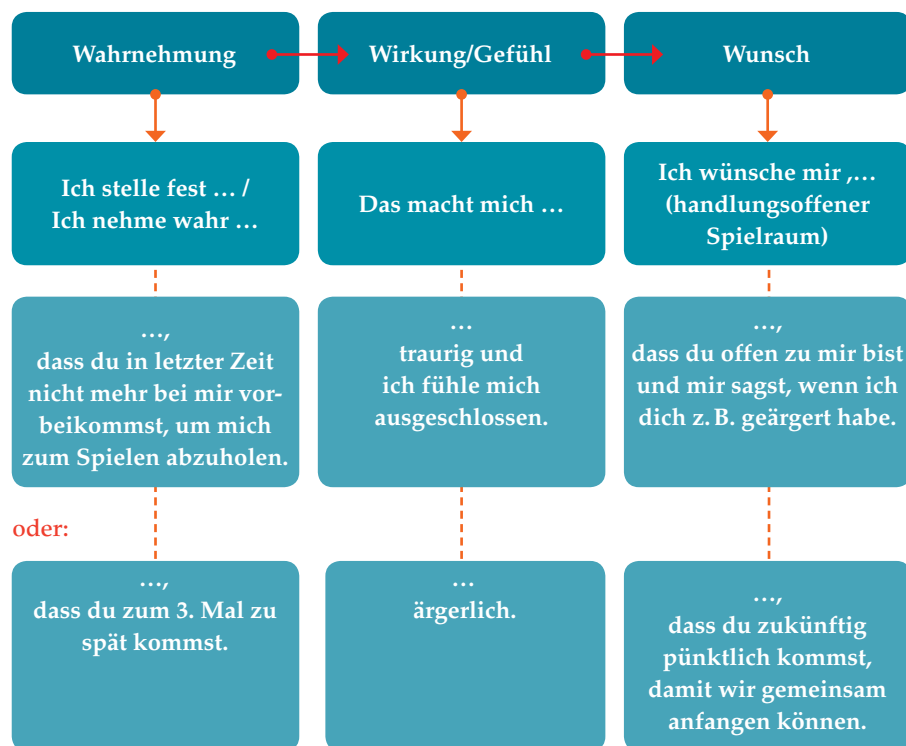 Wahrnehmung
Wirkung/Gefühl
Wunsch
Ich stelle fest … /
Ich nehme wahr …
Das macht mich …
Ich wünsche mir ,…
(handlungsoffener
Spielraum)
…,
dass du in letzter Zeit
nicht mehr bei mir vor-
beikommst, um mich
zum Spielen abzuholen.
…
traurig und
ich fühle mich
ausgeschlossen.
…,
dass du offen zu mir bist
und mir sagst, wenn ich
dich z. B. geärgert habe.
oder:
…,
dass du zum 3. Mal zu
spät kommst.
…
ärgerlich.
…,
dass du zukünftig
pünktlich kommst,
damit wir gemeinsam
anfangen können.